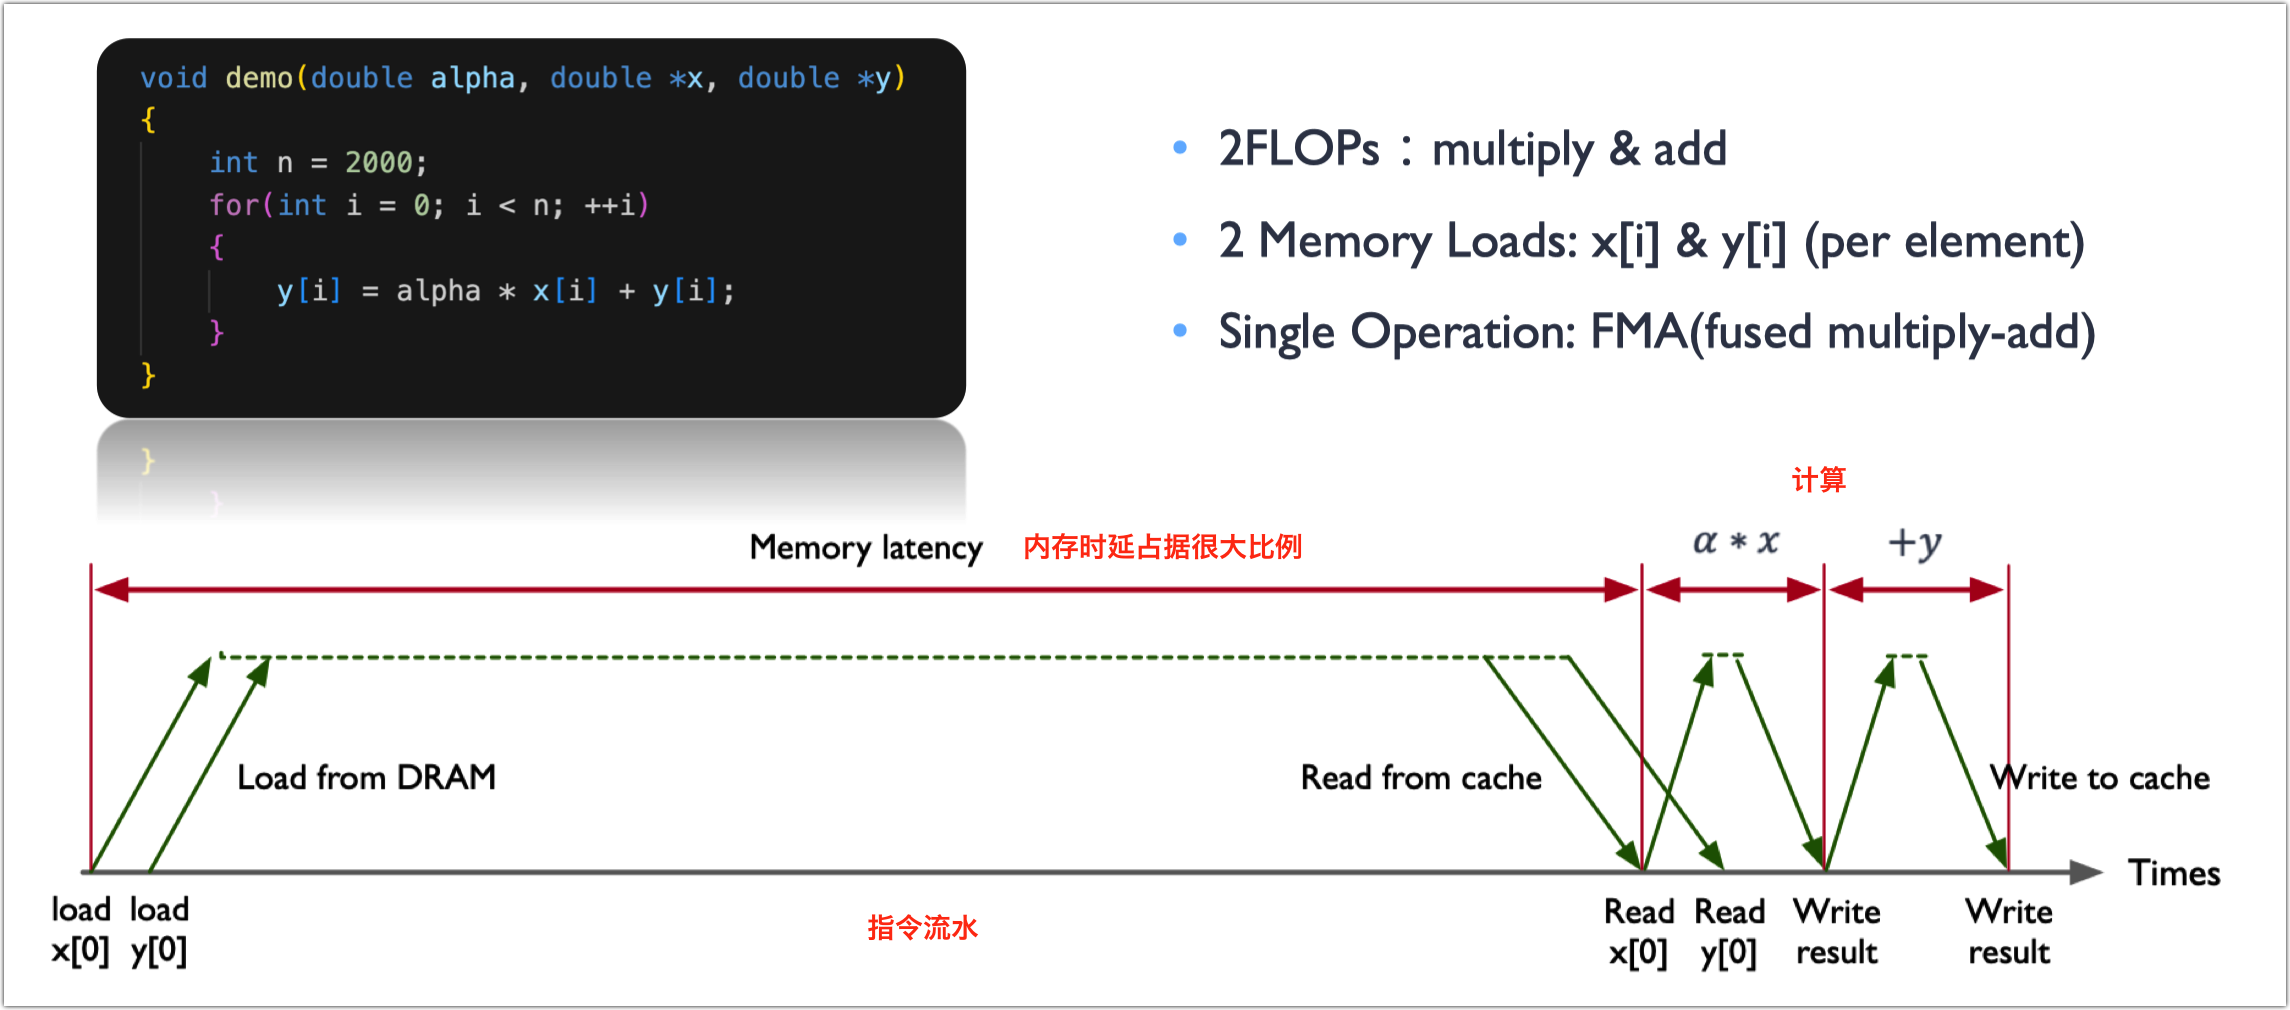 void demo(double alpha, double *x, double *y)
{
int n = 2000;
for(int i = 0; i < n; ++i)
{
y[i] = alpha * x[i] + y[i];
}
}
}
}
• 2FLOPs：multiply & add
• 2 Memory Loads: x[i] & y[i] (per element)
• Single Operation: FMA(fused multiply-add)
计算
Memory latency 内存时延占据很大比例
α * x
+y
Load from DRAM
Read from cache
Write to cache
Times
load
x[0]
load
y[0]
指令流水
Read
x[0]
Read
y[0]
Write
result
Write
result